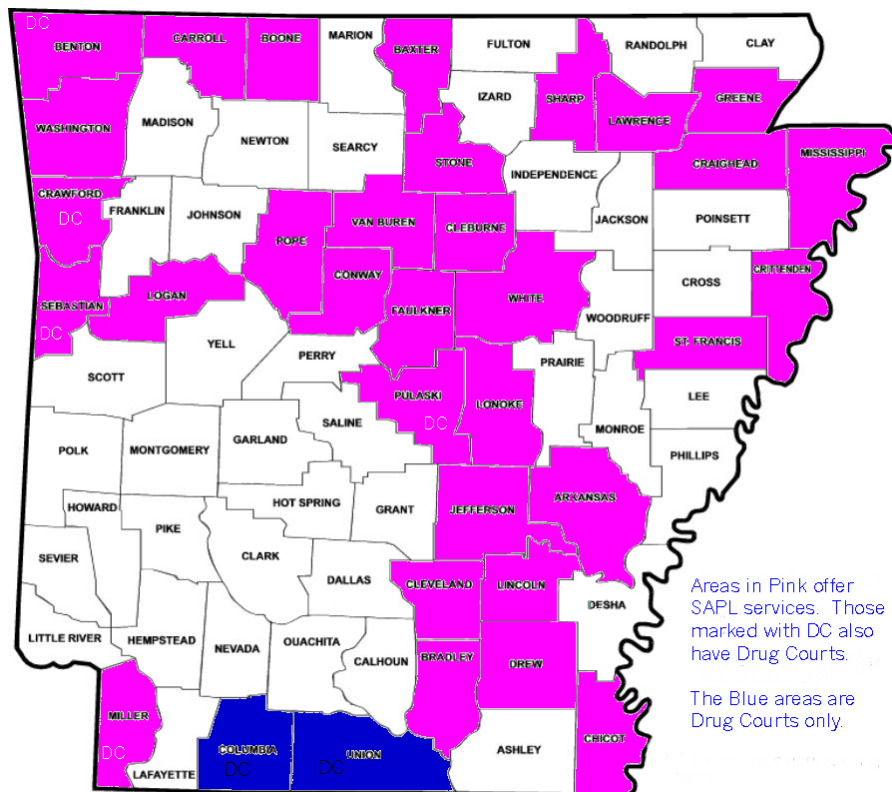 DC
BENTON
CARROLL
BOONE
MARION
BAXTER
FULTON
RANDOLPH
CLAY
IZARD
SHARP
LAWRENCE
GREENE
WASHINGTON
MADISON
NEWTON
SEARCY
STONE
INDEPENDENCE
CRAIGHEAD
MISSISSIPPI
CRAWFORD
DC
FRANKLIN
JOHNSON
POPE
VAN BUREN
CLEBURNE
JACKSON
POINSETT
SEBASTIAN
DC
LOGAN
CONWAY
FAULKNER
WHITE
WOODRUFF
CROSS
CRITTENDEN
YELL
PERRY
PRAIRIE
ST. FRANCIS
SCOTT
PULASKI
DC
LONOKE
LEE
SALINE
MONROE
PHILLIPS
POLK
MONTGOMERY
GARLAND
HOT SPRING
GRANT
JEFFERSON
ARKANSAS
HOWARD
PIKE
CLARK
SEVIER
DALLAS
CLEVELAND
LINCOLN
DESHA
LITTLE RIVER
HEMPSTEAD
NEVADA
OUACHITA
CALHOUN
BRADLEY
DREW
MILLER
DC
LAFAYETTE
COLUMBIA
DC
UNION
DC
ASHLEY
CHICOT
Areas in Pink offer
SAPL services. Those
marked with DC also
have Drug Courts.
The Blue areas are
Drug Courts only.